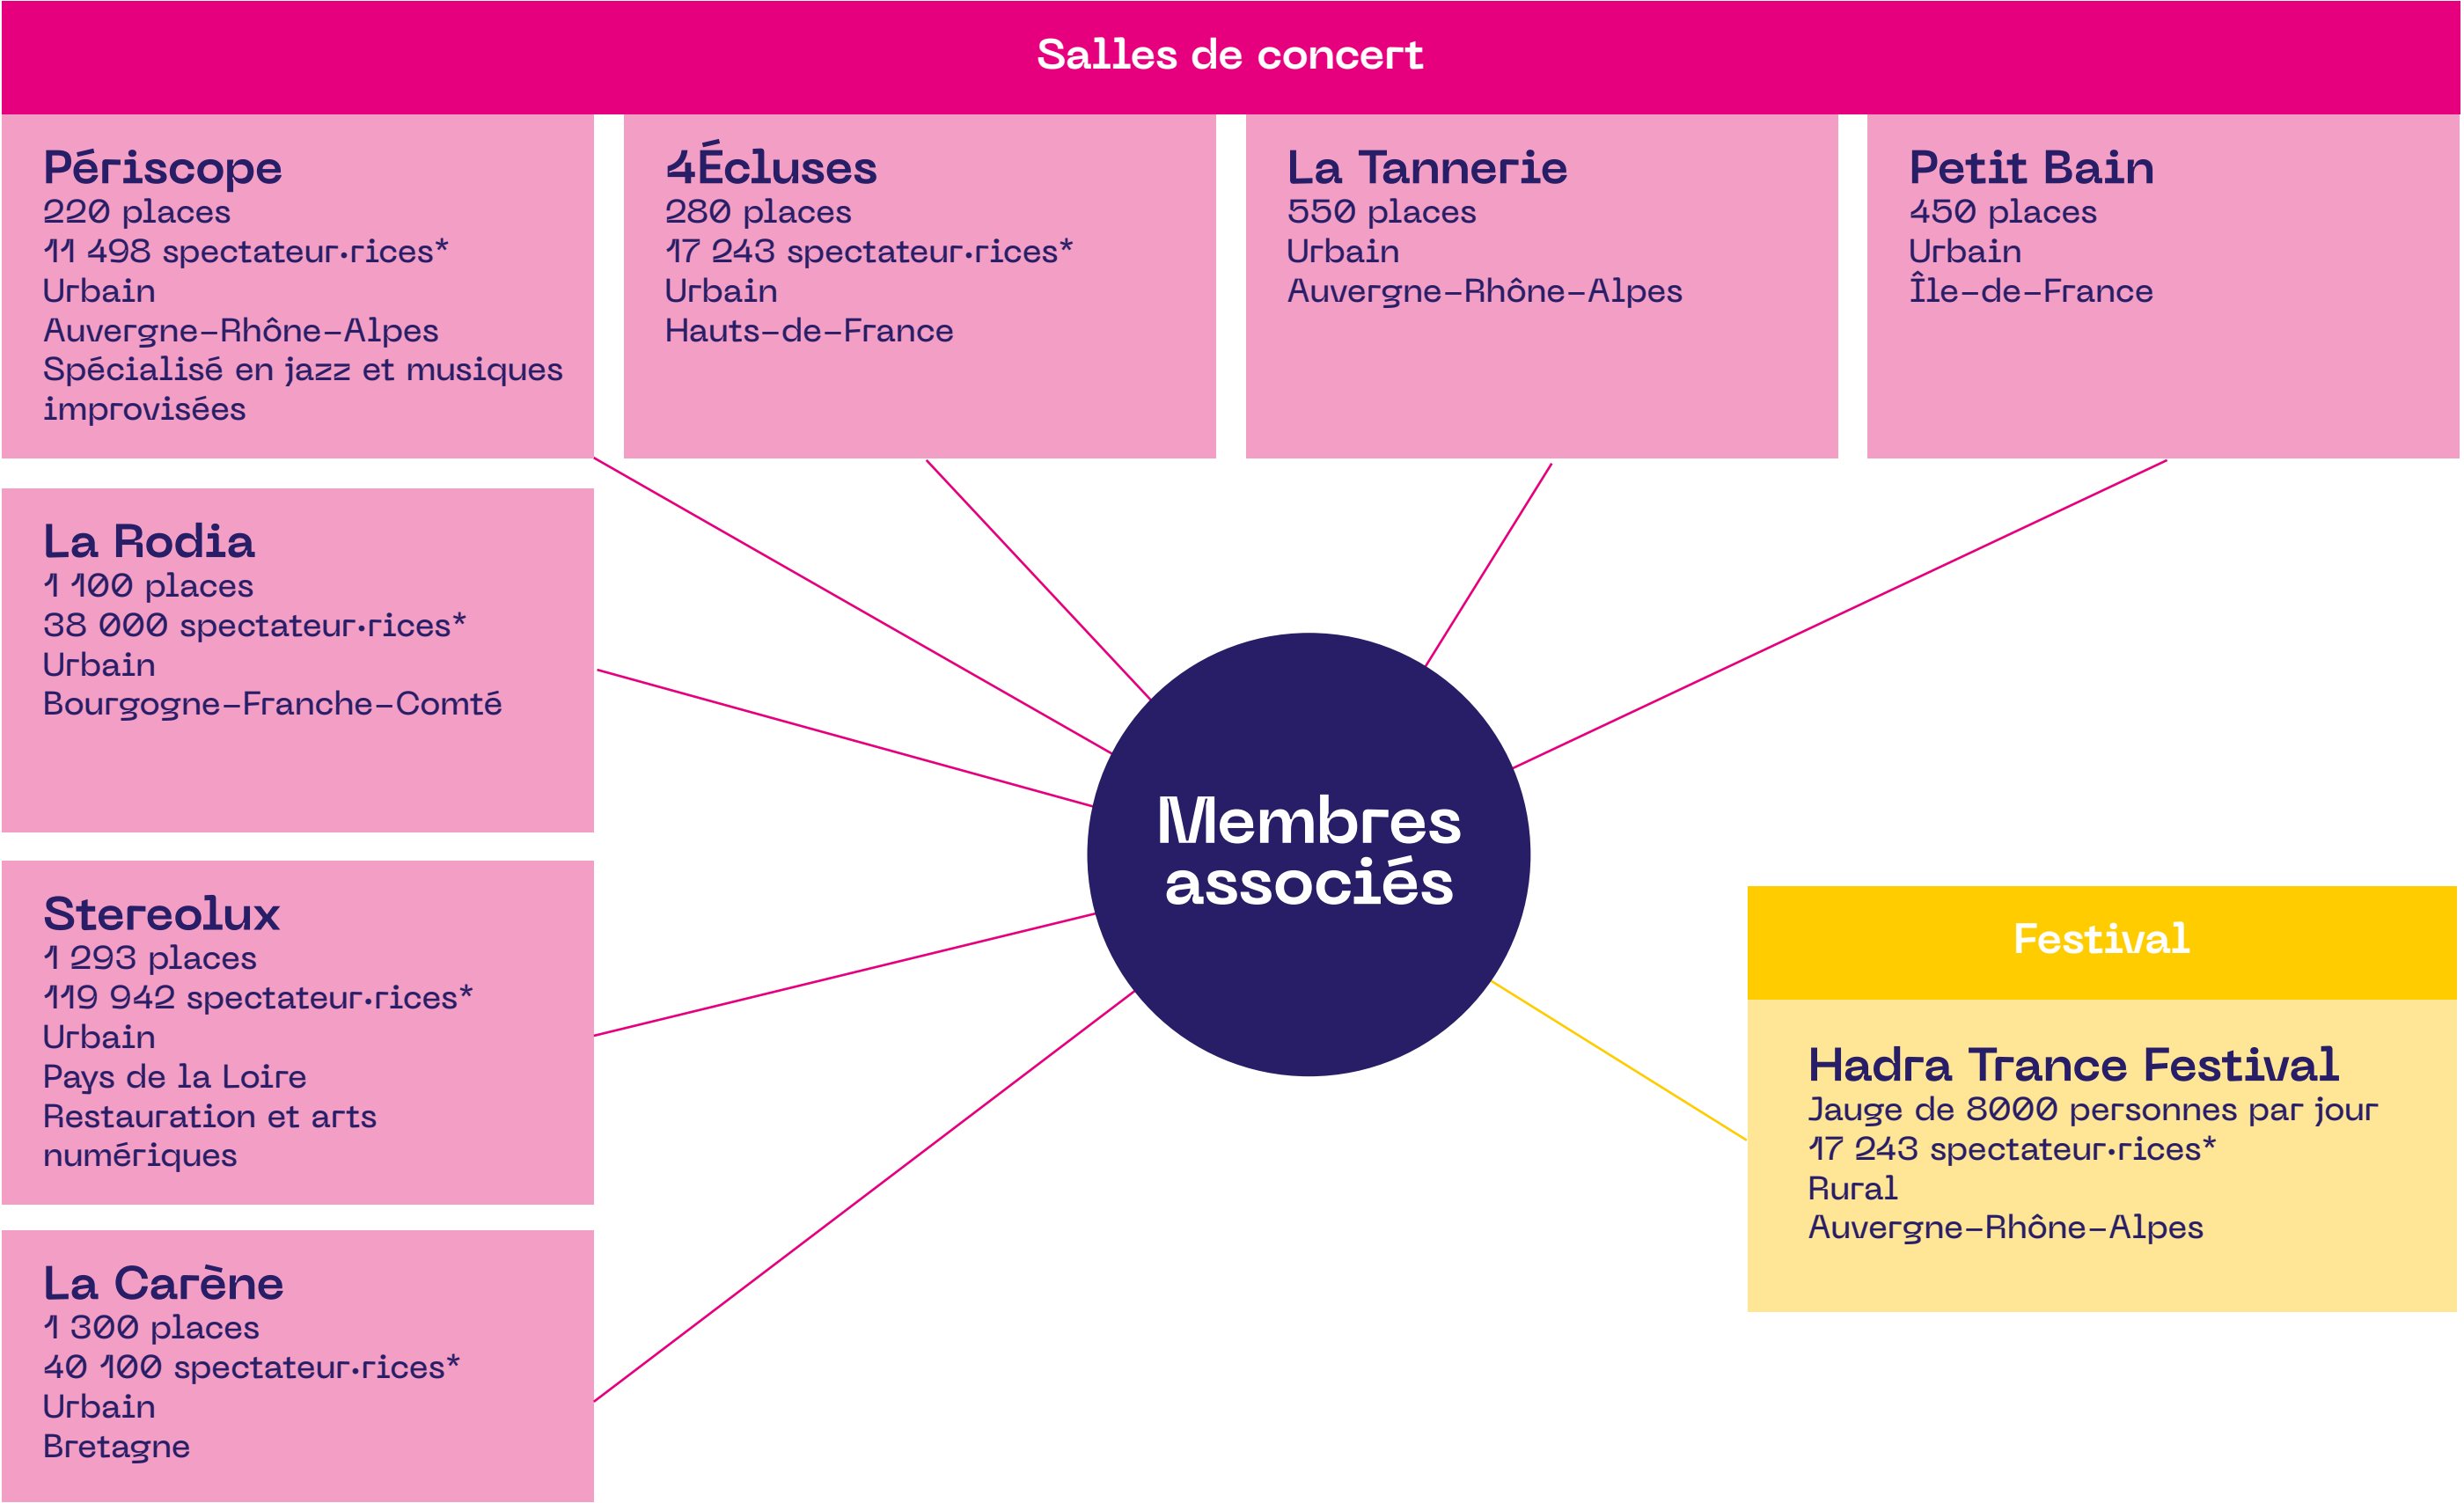 Salles de concert
Périscope
220 places
11 498 spectateur·rices*
Urbain
Auvergne-Rhône-Alpes
Spécialisé en jazz et musiques
improvisées
4Écluses
280 places
17 243 spectateur·rices*
Urbain
Hauts-de-France
La Tannerie
550 places
Urbain
Auvergne-Rhône-Alpes
Petit Bain
450 places
Urbain
Île-de-France
La Rodia
1 100 places
38 000 spectateur·rices*
Urbain
Bourgogne-Franche-Comté
Stereolux
1 293 places
119 942 spectateur·rices*
Urbain
Pays de la Loire
Restauration et arts
numériques
La Carène
1 300 places
40 100 spectateur·rices*
Urbain
Bretagne
Membres
associés
Festival
Hadra Trance Festival
Jauge de 8000 personnes par jour
17 243 spectateur·rices*
Rural
Auvergne-Rhône-Alpes